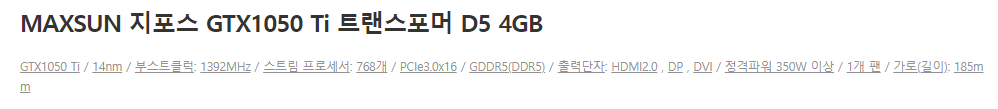 MAXSUN 지포스 GTX1050 Ti 트랜스포머 D5 4GB
GTX1050 Ti / 14nm / 부스트클럭: 1392MHz / 스트림 프로세서: 768개 / PCIe3.0x16 / GDDR5(DDR5) / 출력단자: HDMI2.0 , DP , DVI / 정격파워 350W 이상 / 1개 팬 / 가로(길이): 185m
m